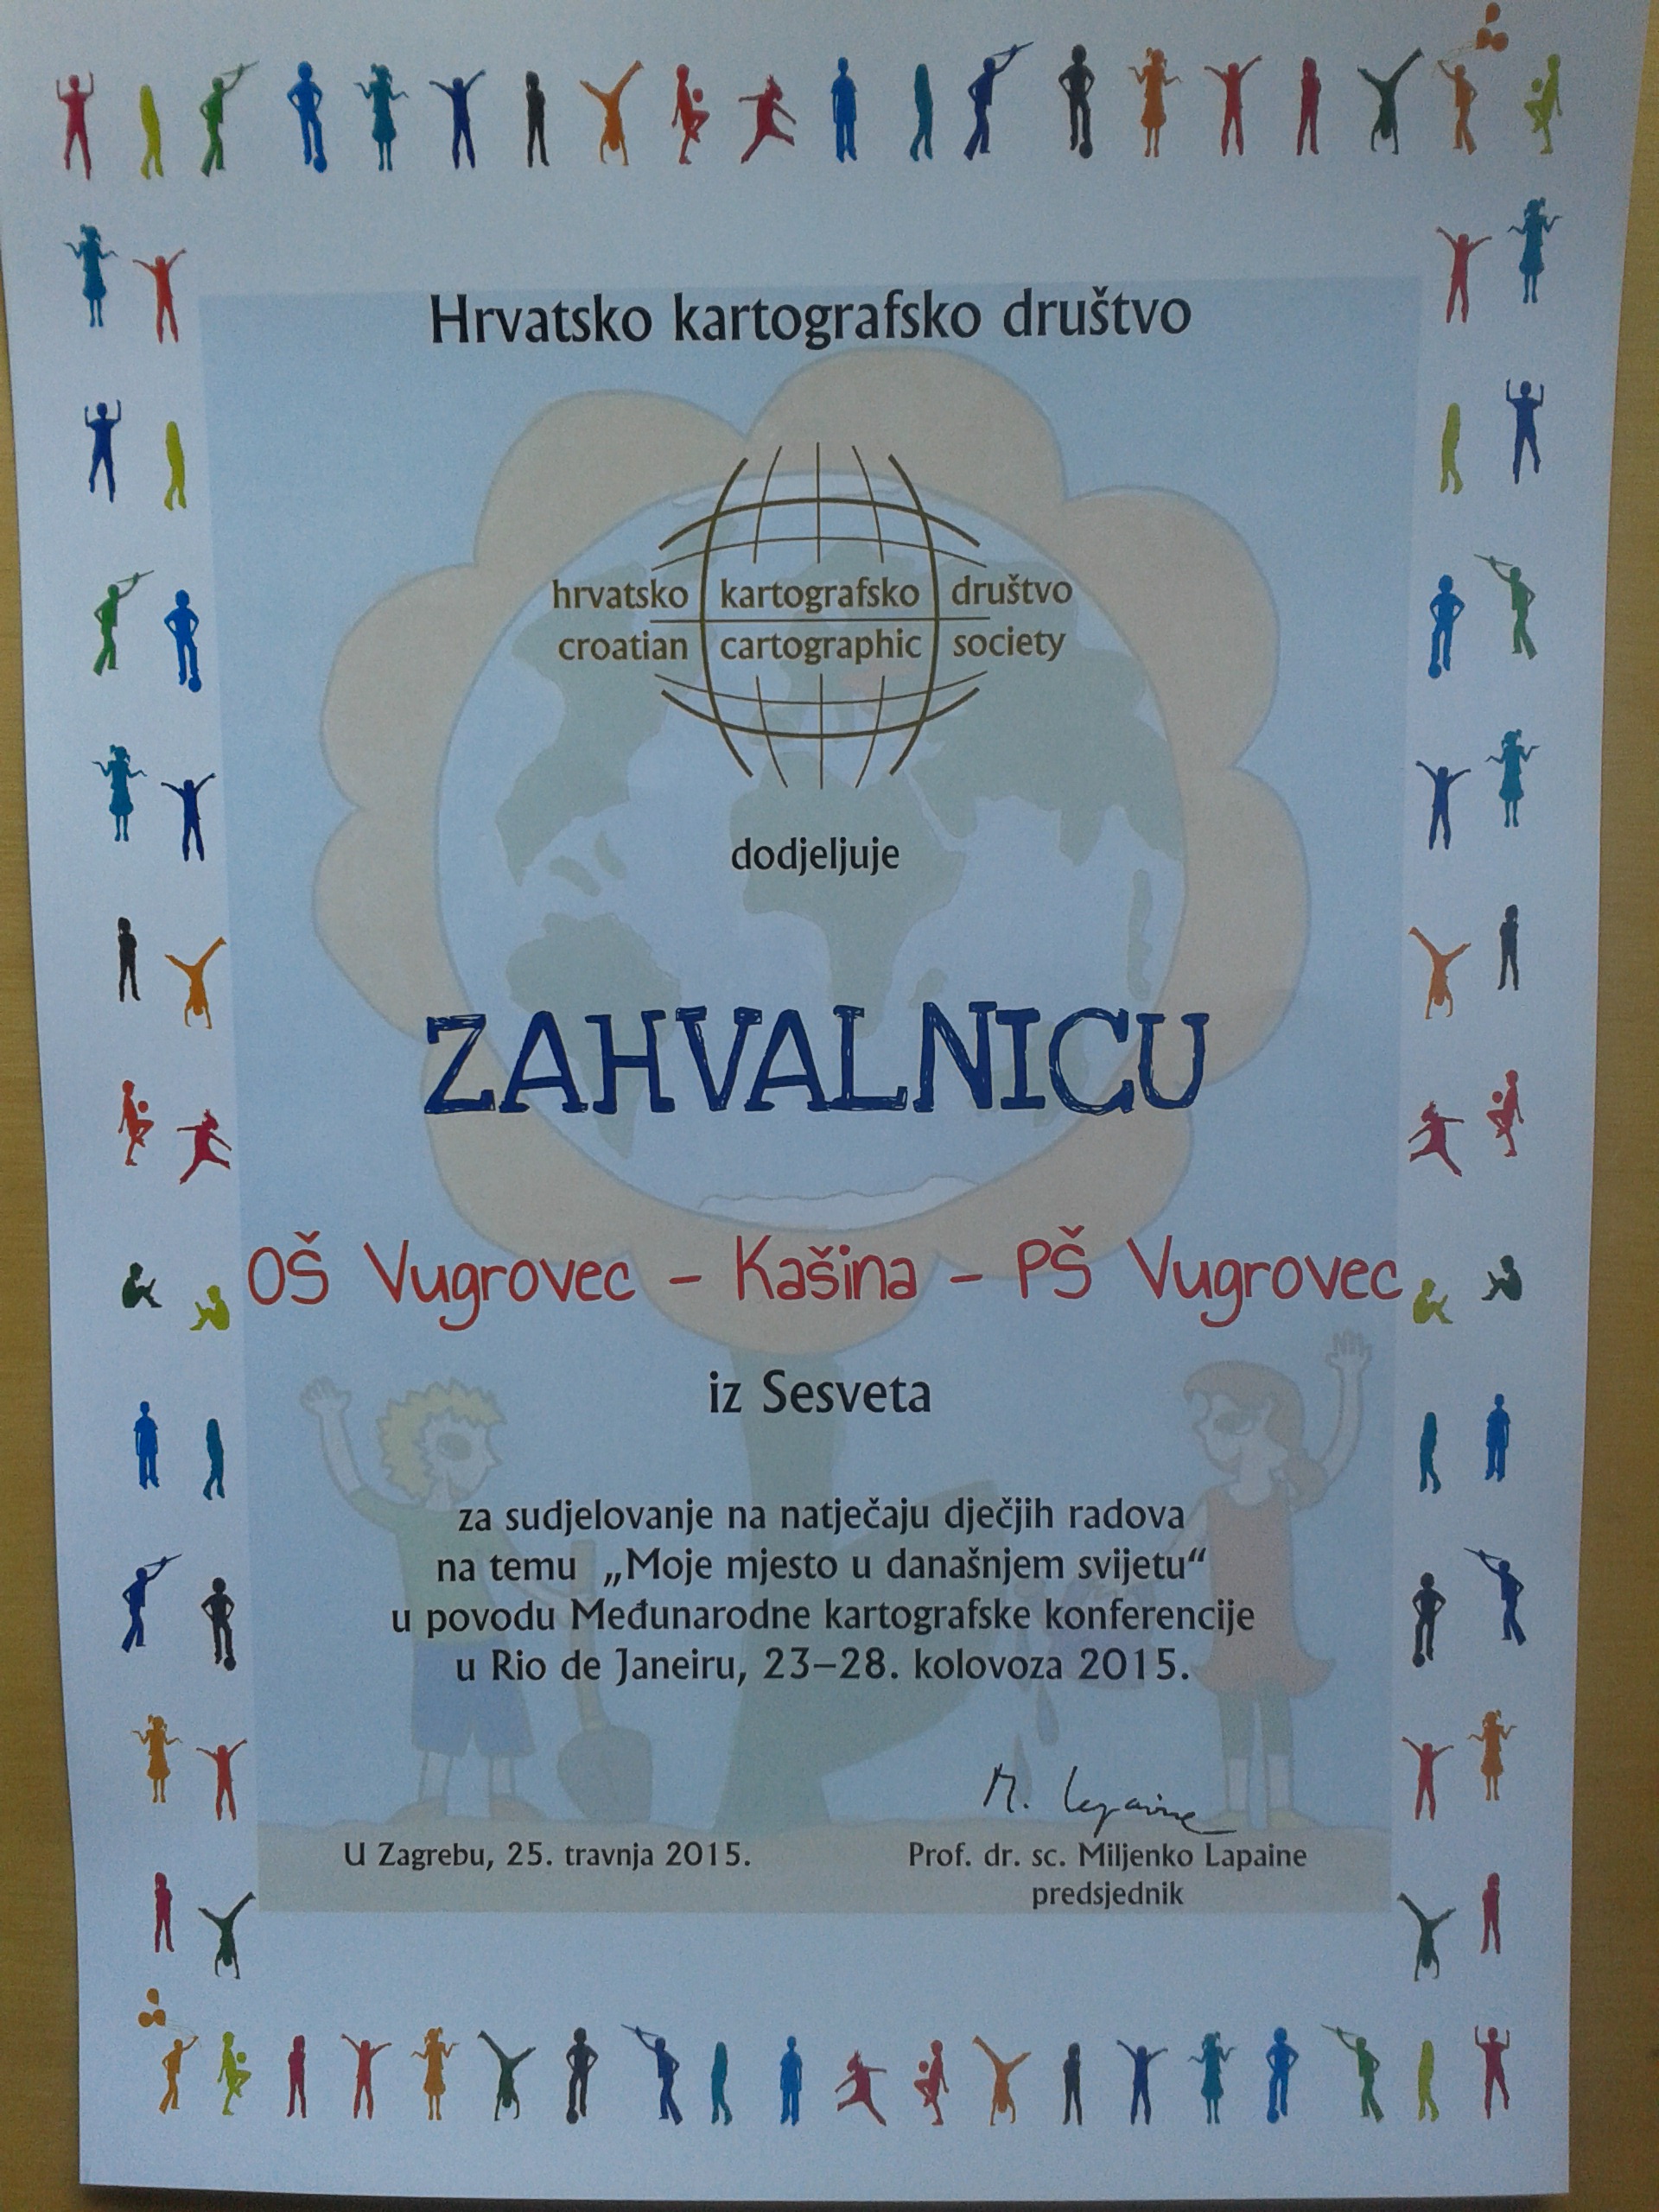 Hrvatsko kartografsko društvo
hrvatsko kartografsko društvo
croatian cartographic society
dodjeljuje
ZAHVALNICU
OŠ Vugrovec – Kašina – PŠ Vugrovec
iz Sesveta
za sudjelovanje na natječaju dječjih radova
na temu „Moje mjesto u današnjem svijetu“
u povodu Međunarodne kartografske konferencije
u Rio de Janeiru, 23–28. kolovoza 2015.
M. Lapaine
U Zagrebu, 25. travnja 2015.
Prof. dr. sc. Miljenko Lapaine
predsjednik